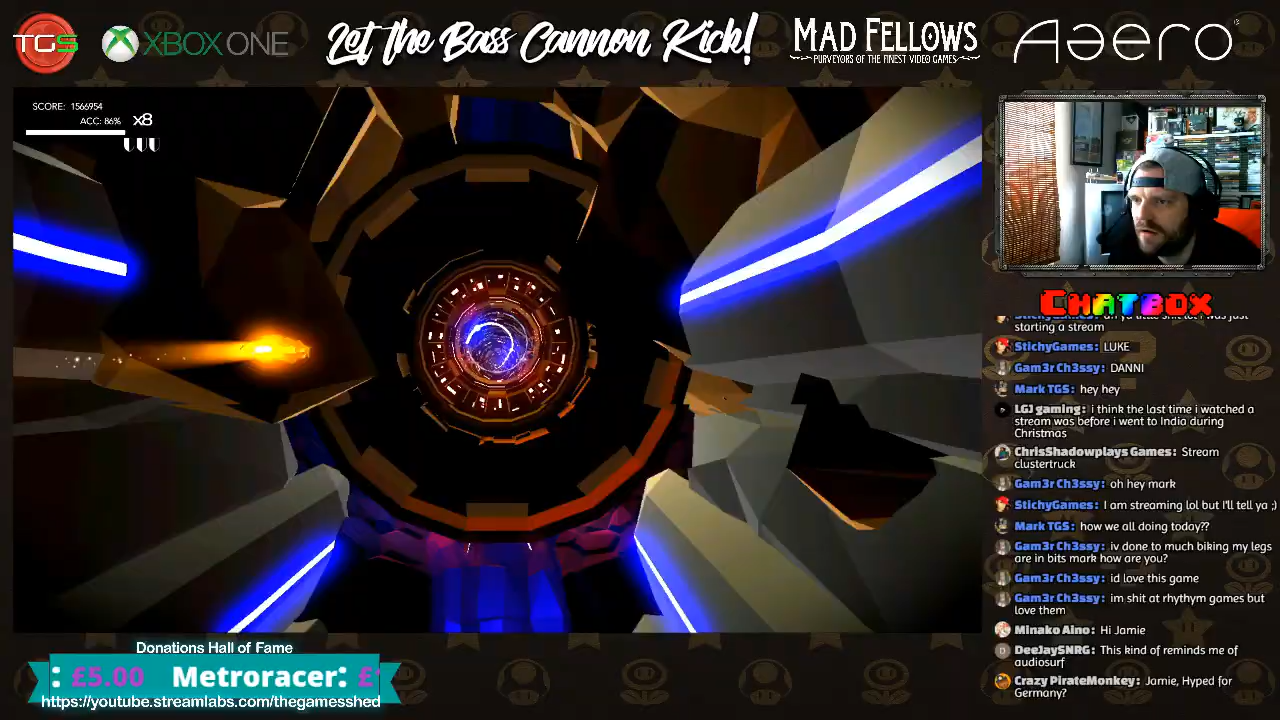 TGS XBOX ONE Let the Bass Cannon Kick! MAD FELLOWS Aaero
PURVEYORS OF THE FINEST VIDEO GAMES
SCORE: 1566954
ACC: 86% x8
CHATBOX
starting a stream
StichyGames: LUKE
Gam3r Ch3ssy: DANNI
Mark TGS: hey hey
LGJ gaming: i think the last time i watched a
stream was before i went to India during
Christmas
ChrisShadowplays Games: Stream
clustertruck
Gam3r Ch3ssy: oh hey mark
StichyGames: I am streaming lol but I'll tell ya ;)
Mark TGS: how we all doing today??
Gam3r Ch3ssy: iv done to much biking my legs
are in bits mark how are you?
Gam3r Ch3ssy: id love this game
Gam3r Ch3ssy: im shit at rhythym games but
love them
Minako Aino: Hi Jamie
DeeJaySNRG: This kind of reminds me of
audiosurf
Crazy PirateMonkey: Jamie, Hyped for
Germany?
Donations Hall of Fame
: £5.00 Metroracer: £
https://youtube.streamlabs.com/thegamesshed